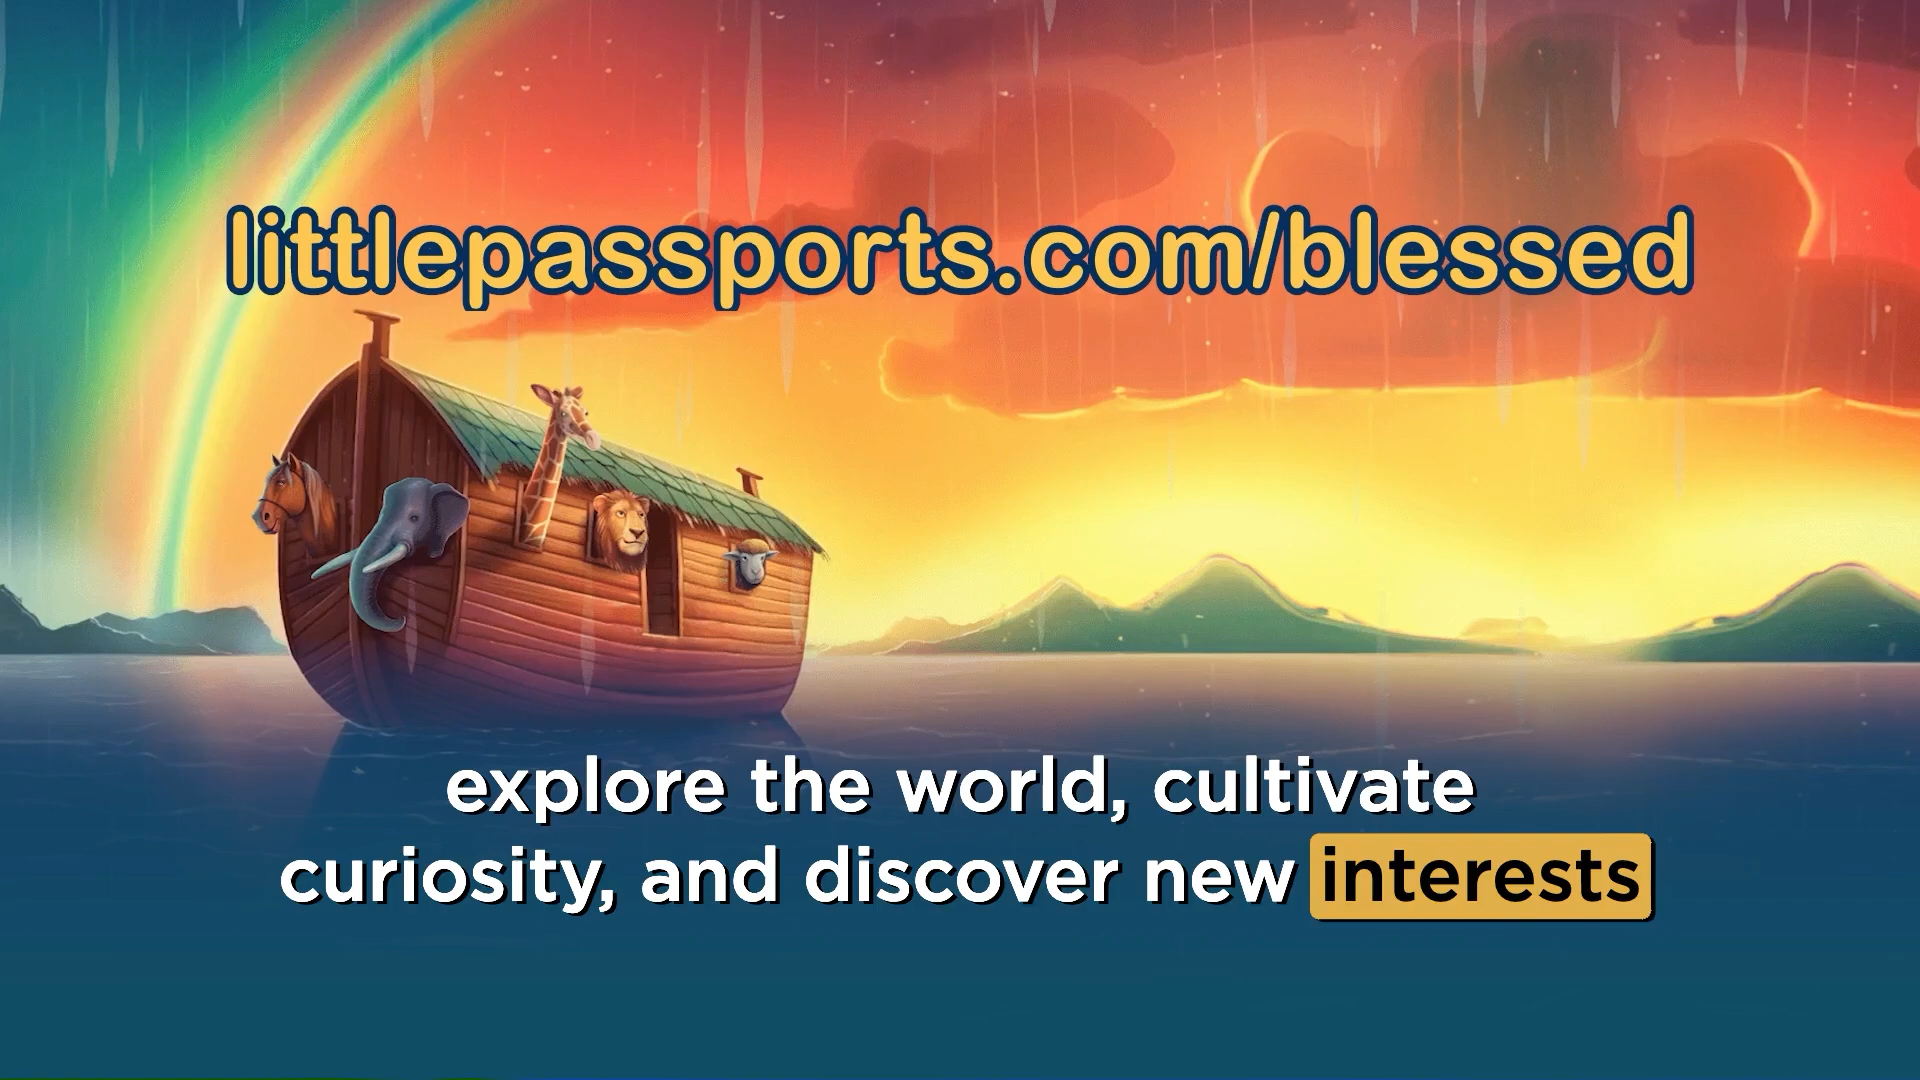 littlepassports.com/blessed
explore the world, cultivate
curiosity, and discover new interests